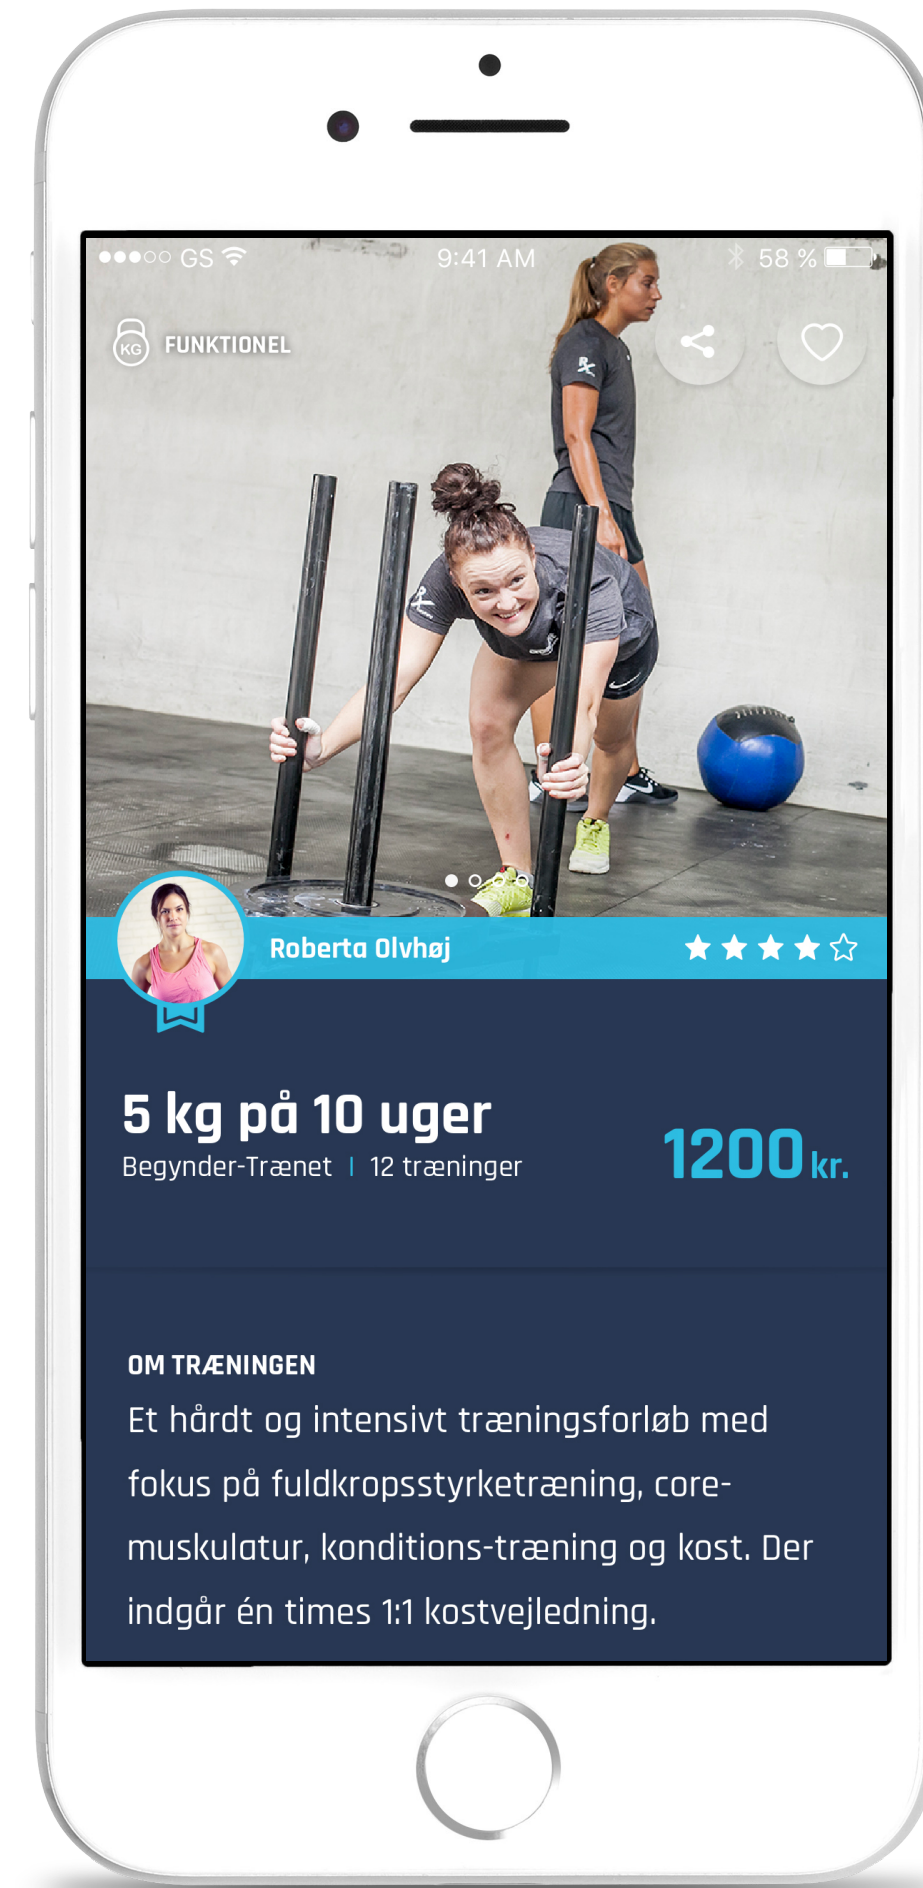 GS 9:41 AM 58 %
KG FUNKTIONEL
RX
RX
Roberta Olvhøj
5 kg på 10 uger
Begynder-Trænet | 12 træninger
1200 kr.
OM TRÆNINGEN
Et hårdt og intensivt træningsforløb med
fokus på fuldkropsstyrketræning, core-
muskulatur, konditions-træning og kost. Der
indgår én times 1:1 kostvejledning.